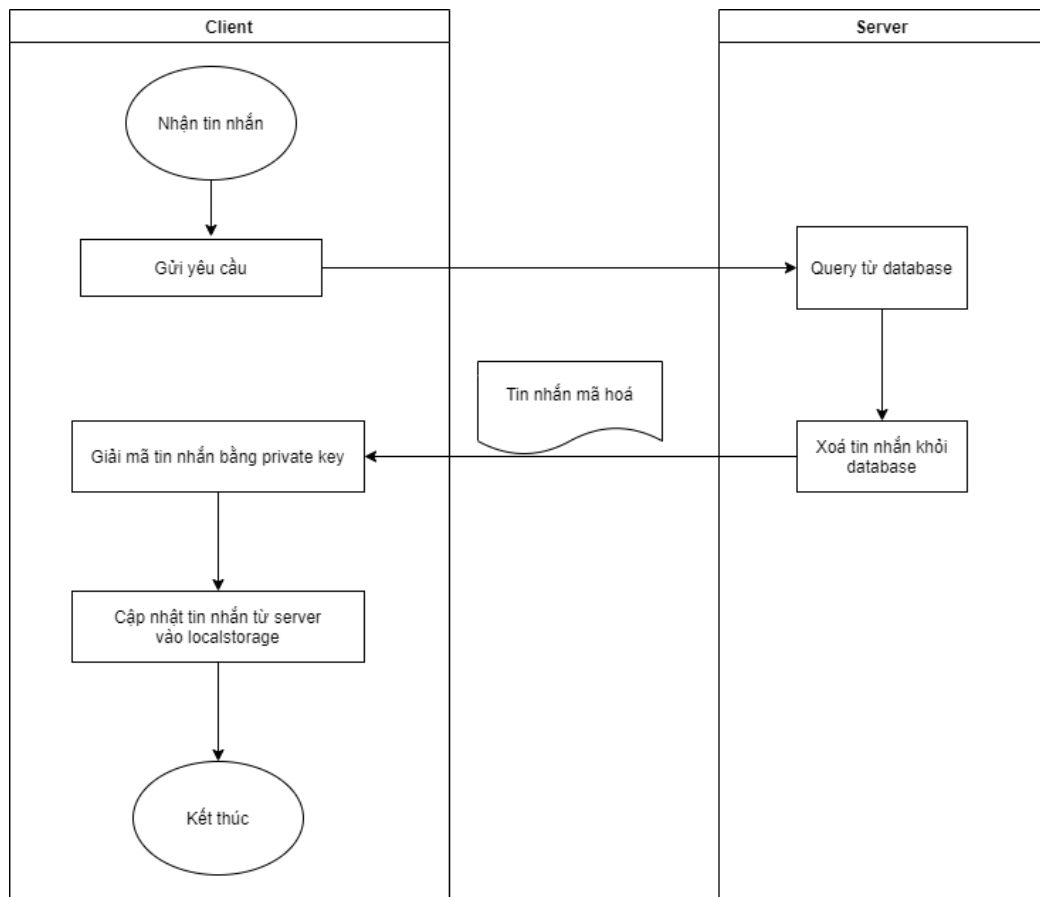 Client
Server
Nhận tin nhắn
Gửi yêu cầu
Query từ database
Tin nhắn mã hoá
Giải mã tin nhắn bằng private key
Xoá tin nhắn khỏi
database
Cập nhật tin nhắn từ server
vào localstorage
Kết thúc